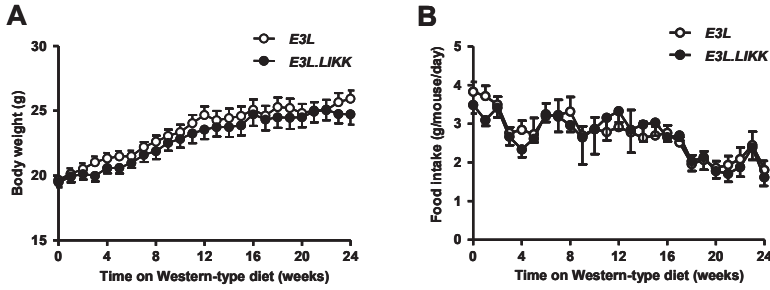 A
30
25
20
15
Body weight (g)
E3L
E3L.LIKK
0 4 8 12 16 20 24
Time on Western-type diet (weeks)
B
5
4
3
2
1
0
Food Intake (g/mouse/day)
E3L
E3L.LIKK
0 4 8 12 16 20 24
Time on Western-type diet (weeks)